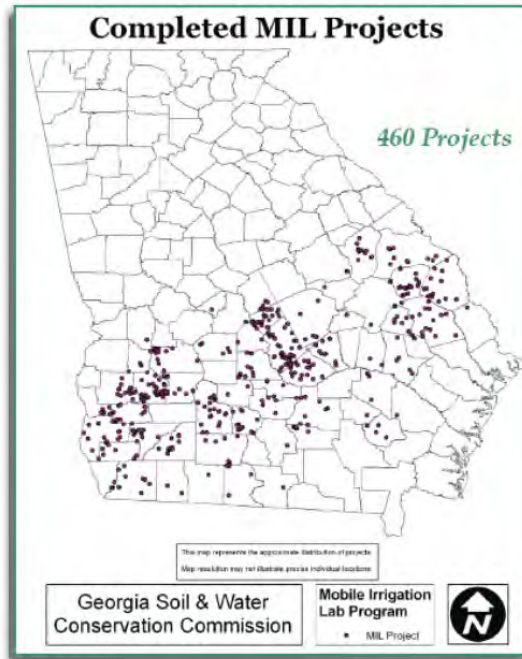 Completed MIL Projects
460 Projects
This map represents the approximate distribution of projects
Map resolution may not illustrate precise individual locations
Georgia Soil & Water
Conservation Commission
Mobile Irrigation
Lab Program
MIL Project
N